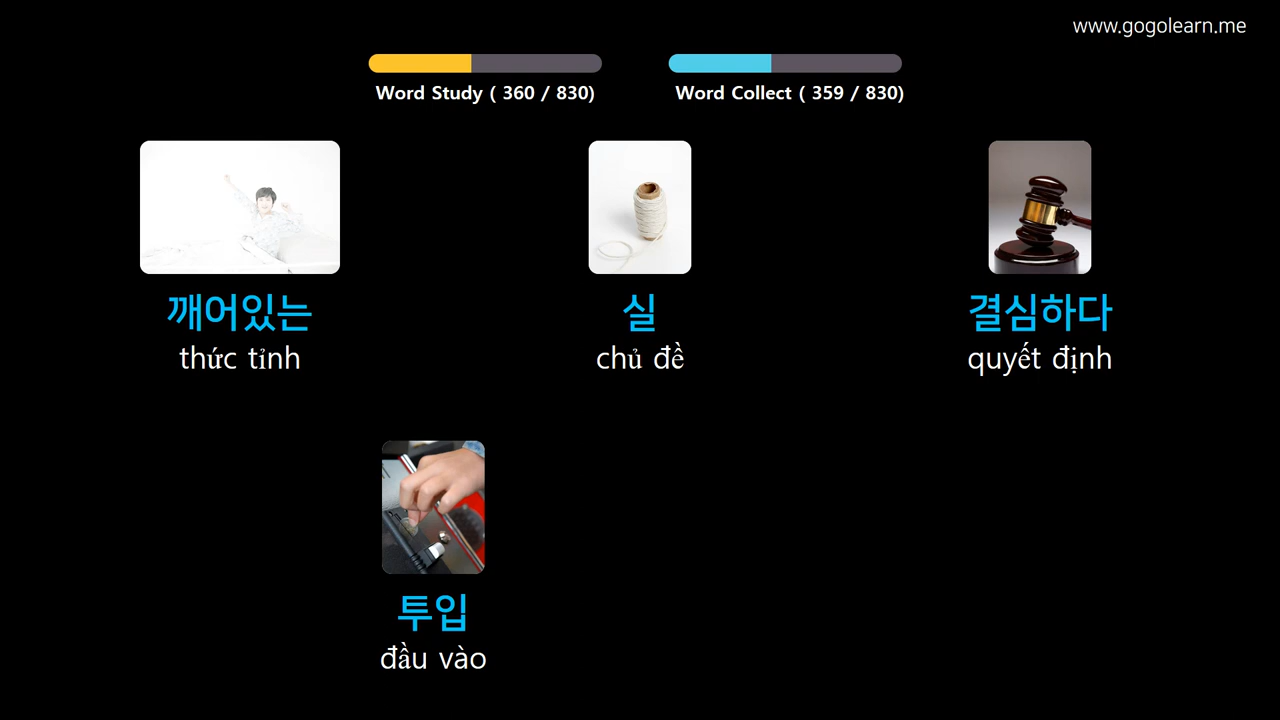 www.gogolearn.me
Word Study ( 360 / 830)
Word Collect ( 359 / 830)
깨어있는
thức tỉnh
실
chủ đề
결심하다
quyết định
투입
đầu vào